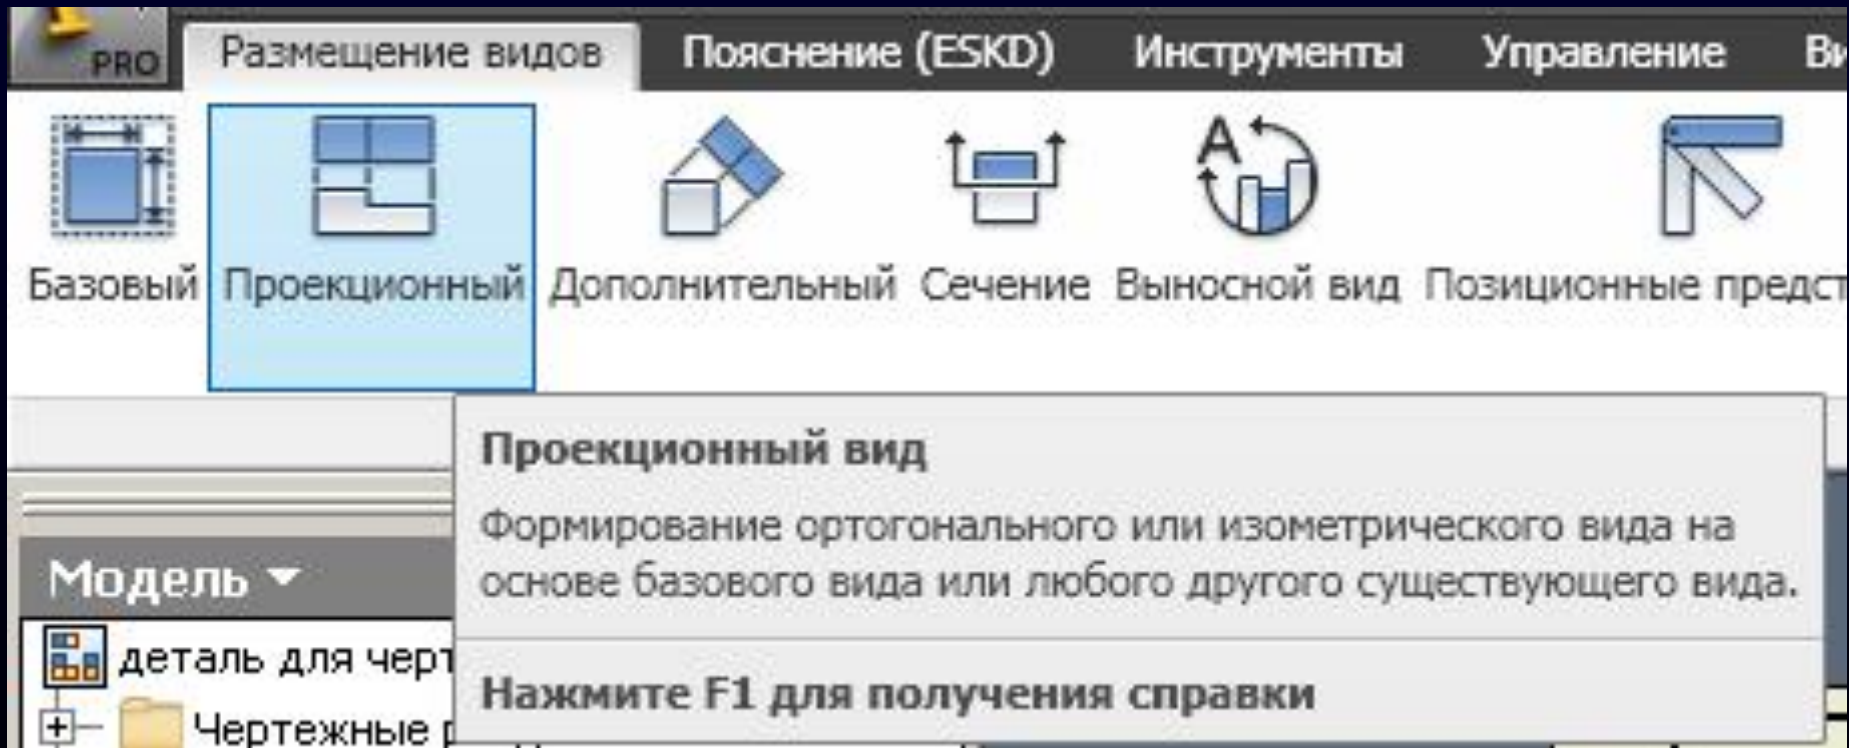 PRO
Размещение видов Пояснение (ESKD) Инструменты Управление
A
Базовый Проекционный Дополнительный Сечение Выносной вид Позиционные
Проекционный вид
Формирование ортогонального или изометрического вида на
основе базового вида или любого другого существующего вида.
Модель
деталь для
Нажмите F1 для получения справки
Чертежные